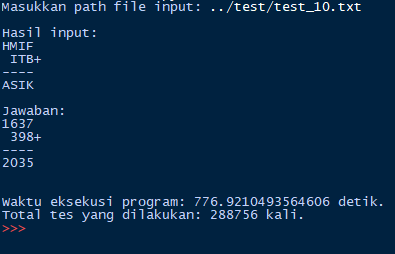 Masukkan path file input: ../test/test_10.txt
Hasil input:
HMIF
 ITB+
----
ASIK
Jawaban:
1637
 398+
----
2035
Waktu eksekusi program: 776.9210493564606 detik.
Total tes yang dilakukan: 288756 kali.
>>>